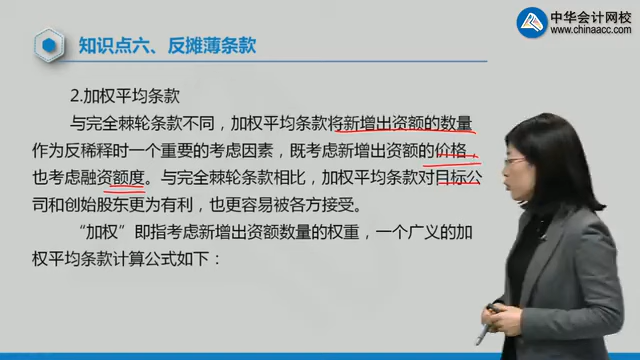 中华会计网校
www.chinaacc.com
知识点六、反摊薄条款
2.加权平均条款
与完全棘轮条款不同，加权平均条款将新增出资额的数量
作为反稀释时一个重要的考虑因素，既考虑新增出资额的价格，
也考虑融资额度。与完全棘轮条款相比，加权平均条款对目标公
司和创始股东更为有利，也更容易被各方接受。
“加权”即指考虑新增出资额数量的权重，一个广义的加
权平均条款计算公式如下：